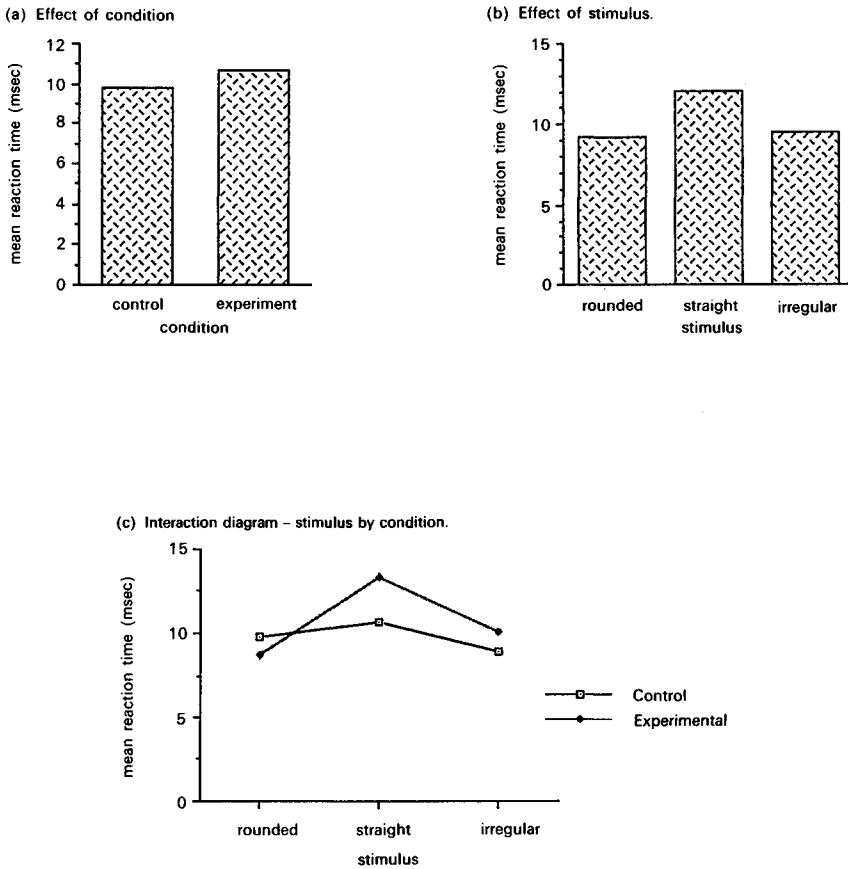 (a) Effect of condition
mean reaction time (msec)
12
10
8
6
4
2
0
control experiment
condition
(b) Effect of stimulus.
mean reaction time (msec)
15
10
5
0
rounded straight irregular
stimulus
(c) Interaction diagram – stimulus by condition.
mean reaction time (msec)
15
10
5
0
rounded straight irregular
stimulus
Control
Experimental